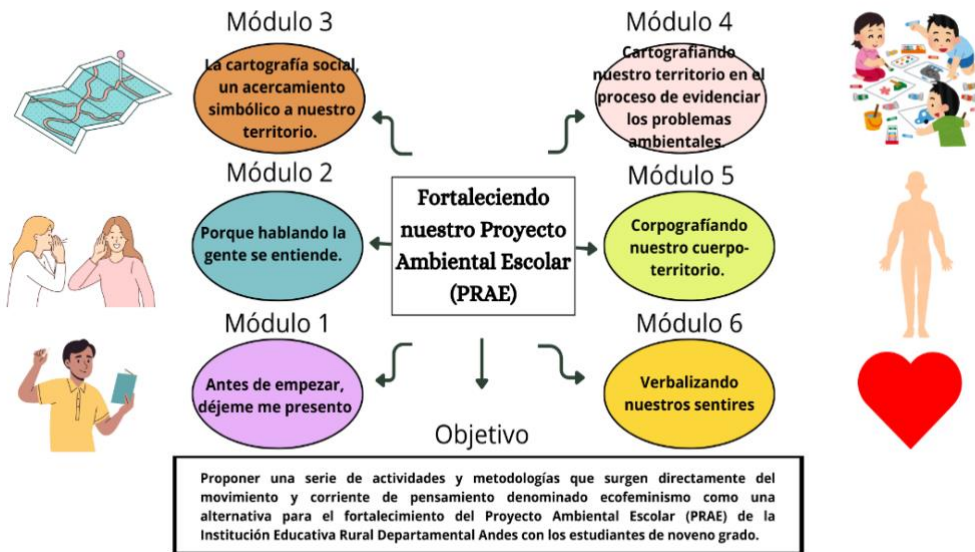 Módulo 3
La cartografía social,
un acercamiento
simbólico a nuestro
territorio.
Módulo 4
Cartografiando
nuestro territorio en el
proceso de evidenciar
los problemas
ambientales.
Módulo 2
Porque hablando la
gente se entiende.
Fortaleciendo
nuestro Proyecto
Ambiental Escolar
(PRAE)
Módulo 5
Corpografiando
nuestro cuerpo-
territorio.
Módulo 1
Antes de empezar,
déjeme me presento
Módulo 6
Verbalizando
nuestros sentires
Objetivo
Proponer una serie de actividades y metodologías que surgen directamente del
movimiento y corriente de pensamiento denominado ecofeminismo como una
alternativa para el fortalecimiento del Proyecto Ambiental Escolar (PRAE) de la
Institución Educativa Rural Departamental Andes con los estudiantes de noveno grado.